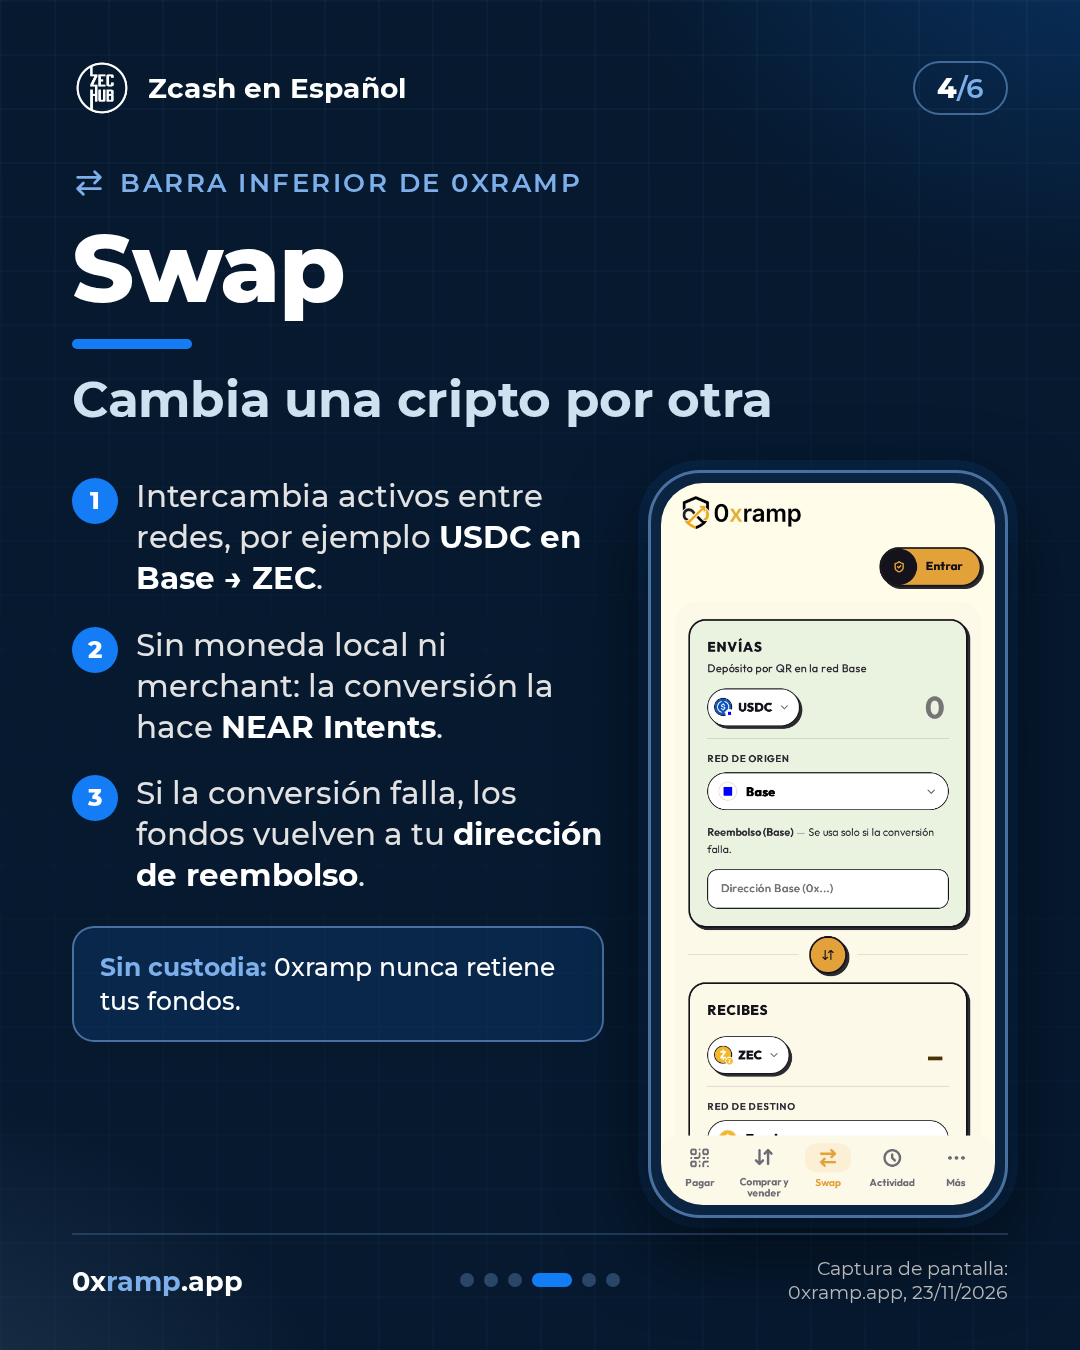 ZEC
HUB
Zcash en Español
4/6
BARRA INFERIOR DE 0XRAMP
Swap
Cambia una cripto por otra
1
Intercambia activos entre
redes, por ejemplo USDC en
Base → ZEC.
2
Sin moneda local ni
merchant: la conversión la
hace NEAR Intents.
3
Si la conversión falla, los
fondos vuelven a tu dirección
de reembolso.
Sin custodia: 0xramp nunca retiene
tus fondos.
0xramp
Entrar
ENVÍAS
Depósito por QR en la red Base
USDC
0
RED DE ORIGEN
Base
Reembolso (Base) — Se usa solo si la conversión
falla.
Dirección Base (0x...)
RECIBES
ZEC
–
RED DE DESTINO
Pagar
Comprar y
vender
Swap
Actividad
Más
0xramp.app
Captura de pantalla:
0xramp.app, 23/11/2026